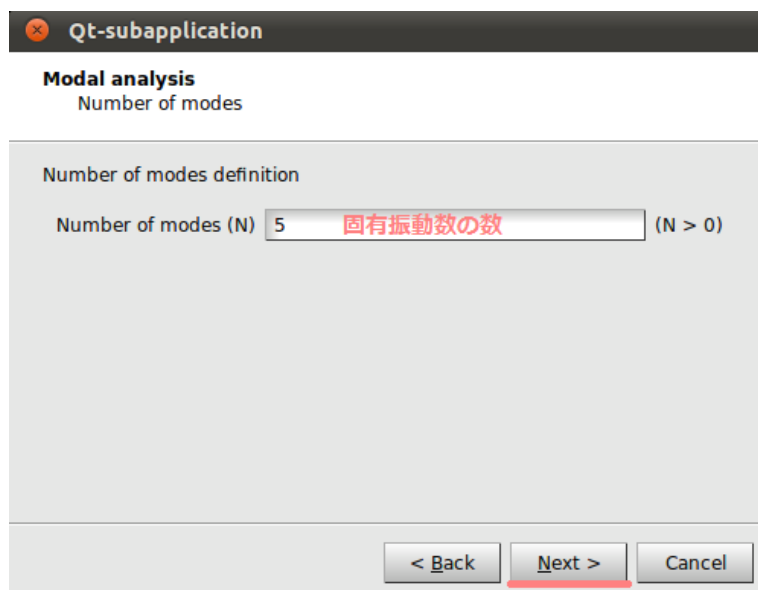 Qt-subapplication
Modal analysis
Number of modes
Number of modes definition
Number of modes (N) 5 固有振動数の数 (N > 0)
< Back Next > Cancel